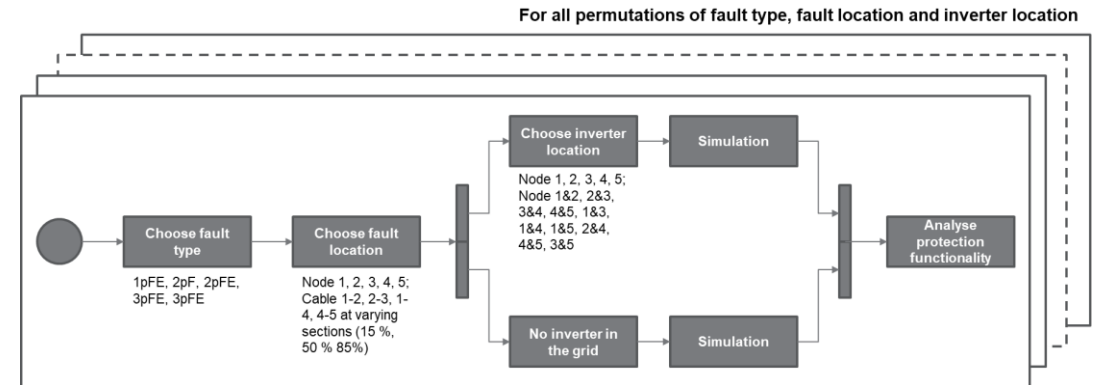 For all permutations of fault type, fault location and inverter location
Choose fault
type
1pFE, 2pF, 2pFE,
3pFE, 3pFE
Choose fault
location
Node 1, 2, 3, 4, 5;
Cable 1-2, 2-3, 1-
4, 4-5 at varying
sections (15 %,
50 % 85%)
Choose inverter
location
Node 1, 2, 3, 4, 5;
Node 1&2, 2&3,
3&4, 4&5, 1&3,
1&4, 1&5, 2&4,
4&5, 3&5
Simulation
No inverter in
the grid
Simulation
Analyse
protection
functionality